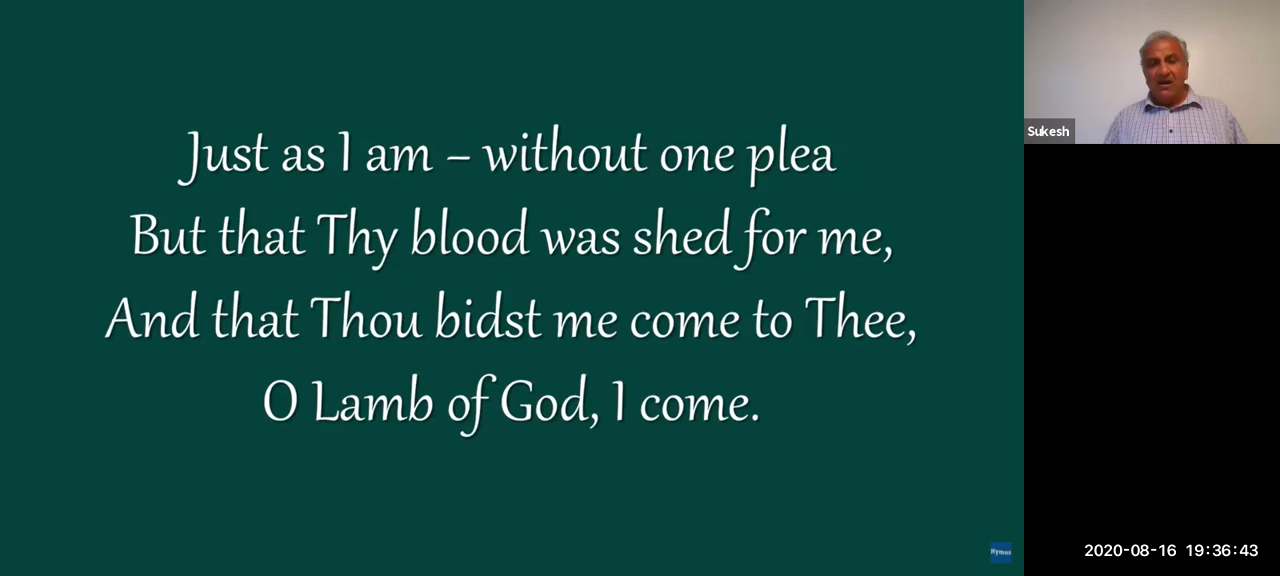 Just as I am – without one plea
But that Thy blood was shed for me,
And that Thou bidst me come to Thee,
O Lamb of God, I come.
Sukesh
Hymns
2020-08-16 19:36:43